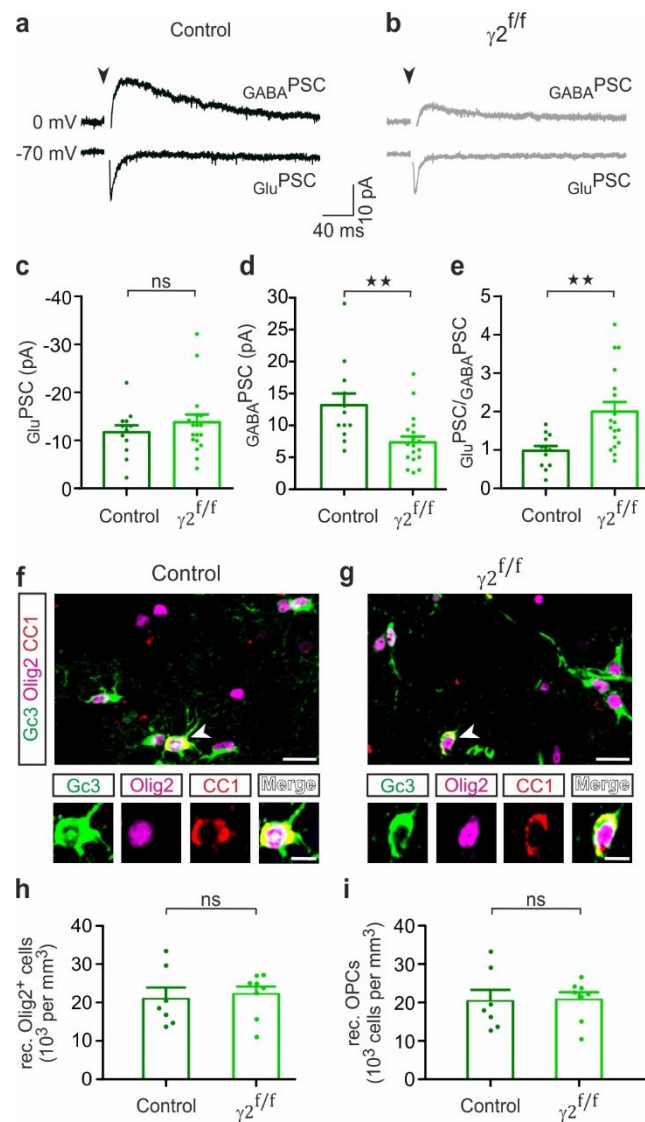 a
Control
GABAPSC
0 mV
-70 mV
GluPSC
b
γ2f/f
GABAPSC
GluPSC
10 pA
40 ms
c
ns
GluPSC (pA)
-40
-30
-20
-10
0
Control
γ2f/f
d
★★
GABAPSC (pA)
30
25
20
15
10
5
0
Control
γ2f/f
e
★★
GluPSC/GABAPSC
5
4
3
2
1
0
Control
γ2f/f
f
Control
Gc3 Olig2 CC1
Gc3
Olig2
CC1
Merge
g
γ2f/f
Gc3
Olig2
CC1
Merge
h
ns
rec. Olig2+ cells
(103 per mm3)
40
30
20
10
0
Control
γ2f/f
i
ns
rec. OPCs
(103 cells per mm3)
40
30
20
10
0
Control
γ2f/f